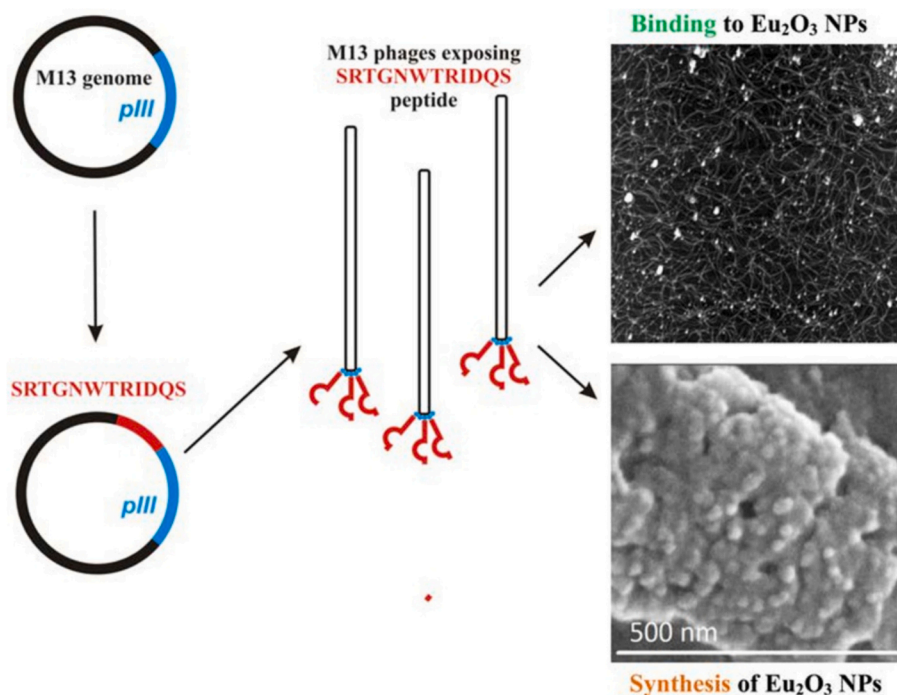 M13 genome
pIII
SRTGNWTRIDQS
pIII
M13 phages exposing
SRTGNWTRIDQS
peptide
Binding to Eu₂O₃ NPs
500 nm
Synthesis of Eu₂O₃ NPs